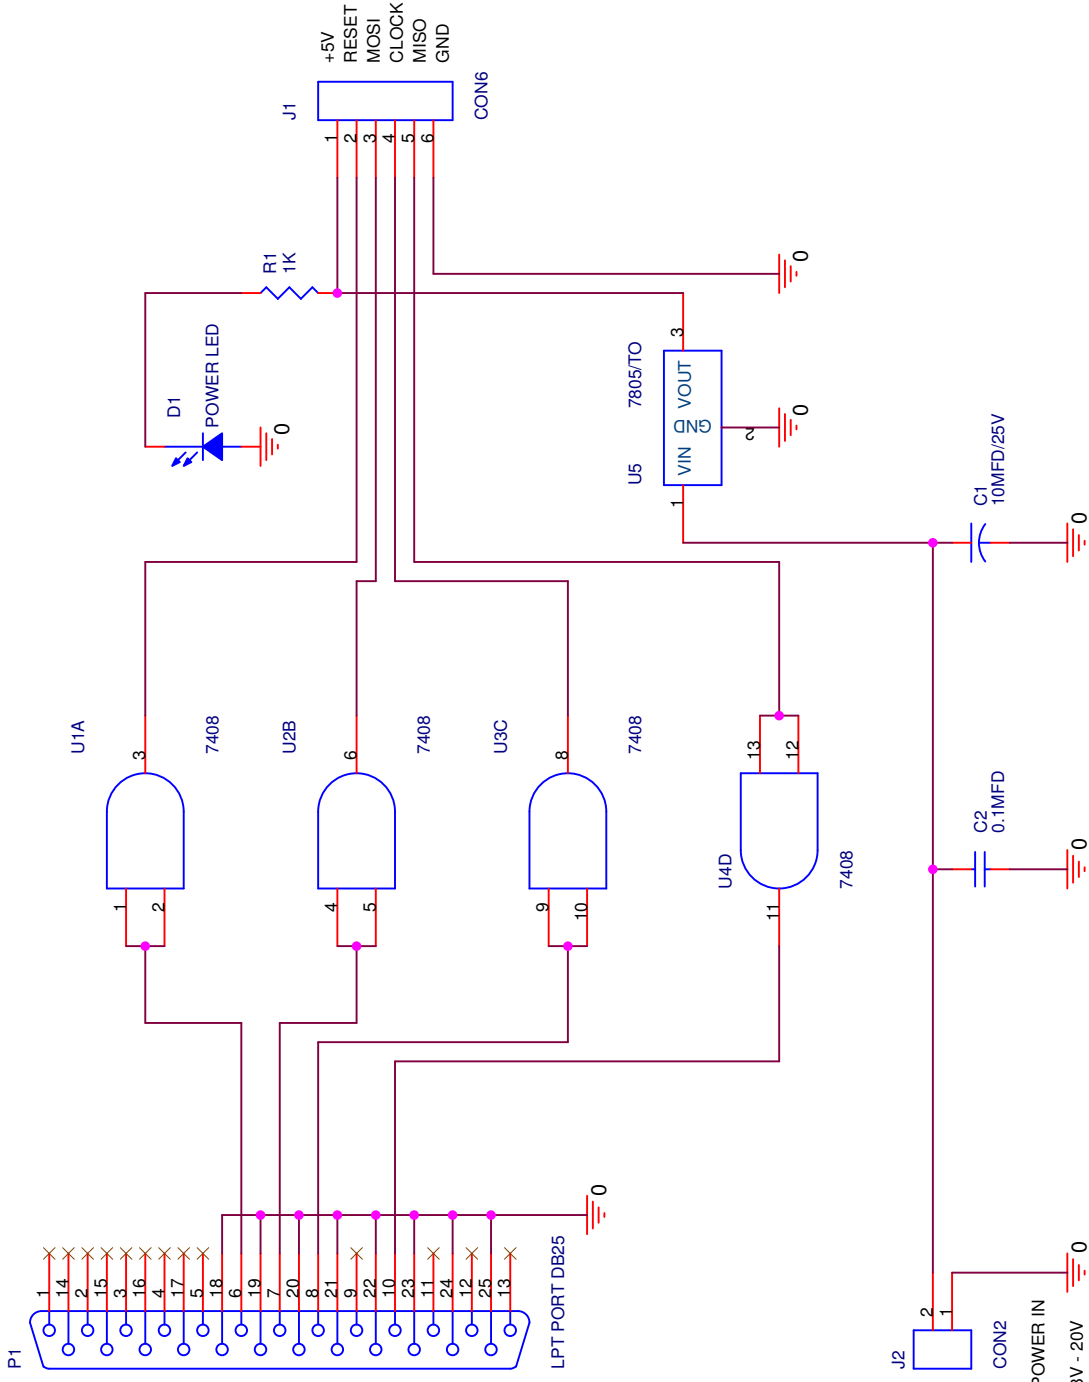 +5V
RESET
MOSI
CLOCK
MISO
GND
J1
CON6
1
2
3
4
5
6
R1
1K
D1
POWER LED
0
0
7805/TO
U5
VIN
GND
VOUT
1
2
3
0
C1
10MFD/25V
0
U1A
7408
1
2
3
U2B
7408
4
5
6
U3C
7408
9
10
8
U4D
7408
13
12
11
C2
0.1MFD
0
P1
LPT PORT DB25
1
14
2
15
3
16
4
17
5
18
6
19
7
20
8
21
9
22
10
23
11
24
12
25
13
0
J2
CON2
2
1
0
POWER IN
V - 20V